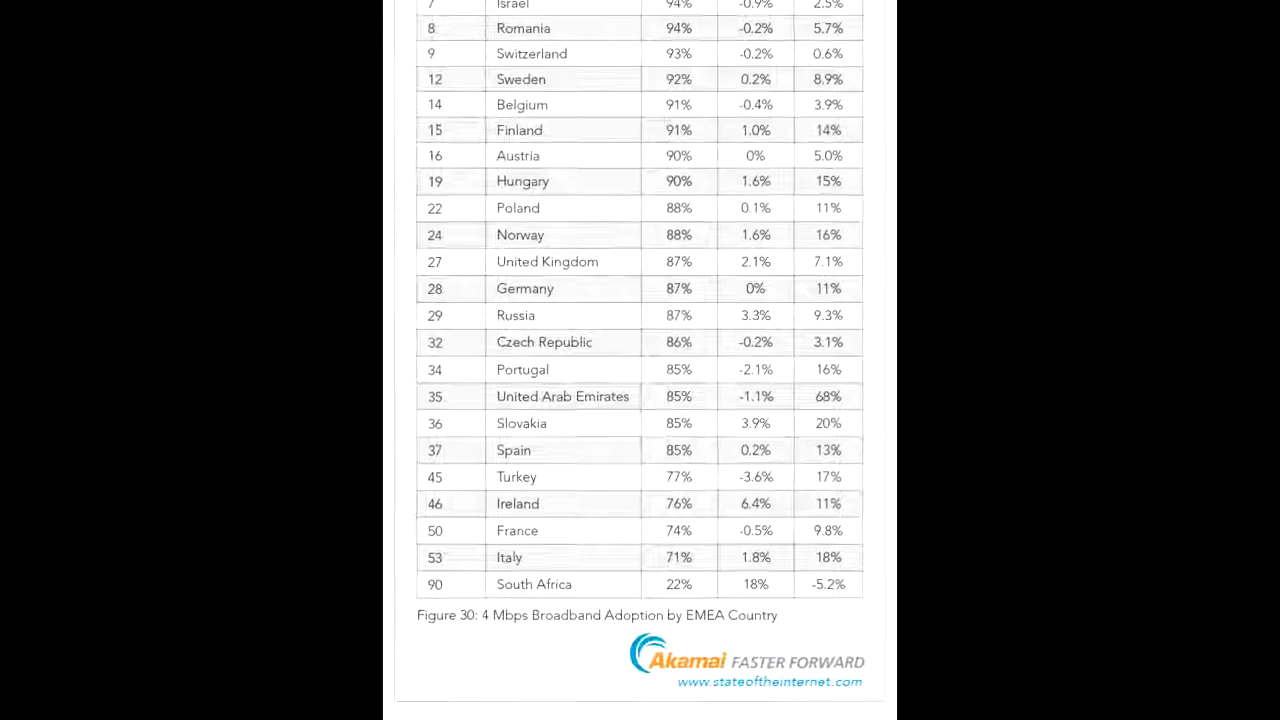 7 Israel 94% -0.9% 2.5%
8 Romania 94% -0.2% 5.7%
9 Switzerland 93% -0.2% 0.6%
12 Sweden 92% 0.2% 8.9%
14 Belgium 91% -0.4% 3.9%
15 Finland 91% 1.0% 14%
16 Austria 90% 0% 5.0%
19 Hungary 90% 1.6% 15%
22 Poland 88% 0.1% 11%
24 Norway 88% 1.6% 16%
27 United Kingdom 87% 2.1% 7.1%
28 Germany 87% 0% 11%
29 Russia 87% 3.3% 9.3%
32 Czech Republic 86% -0.2% 3.1%
34 Portugal 85% -2.1% 16%
35 United Arab Emirates 85% -1.1% 68%
36 Slovakia 85% 3.9% 20%
37 Spain 85% 0.2% 13%
45 Turkey 77% -3.6% 17%
46 Ireland 76% 6.4% 11%
50 France 74% -0.5% 9.8%
53 Italy 71% 1.8% 18%
90 South Africa 22% 18% -5.2%
Figure 30: 4 Mbps Broadband Adoption by EMEA Country
Akamai FASTER FORWARD
www.stateoftheinternet.com